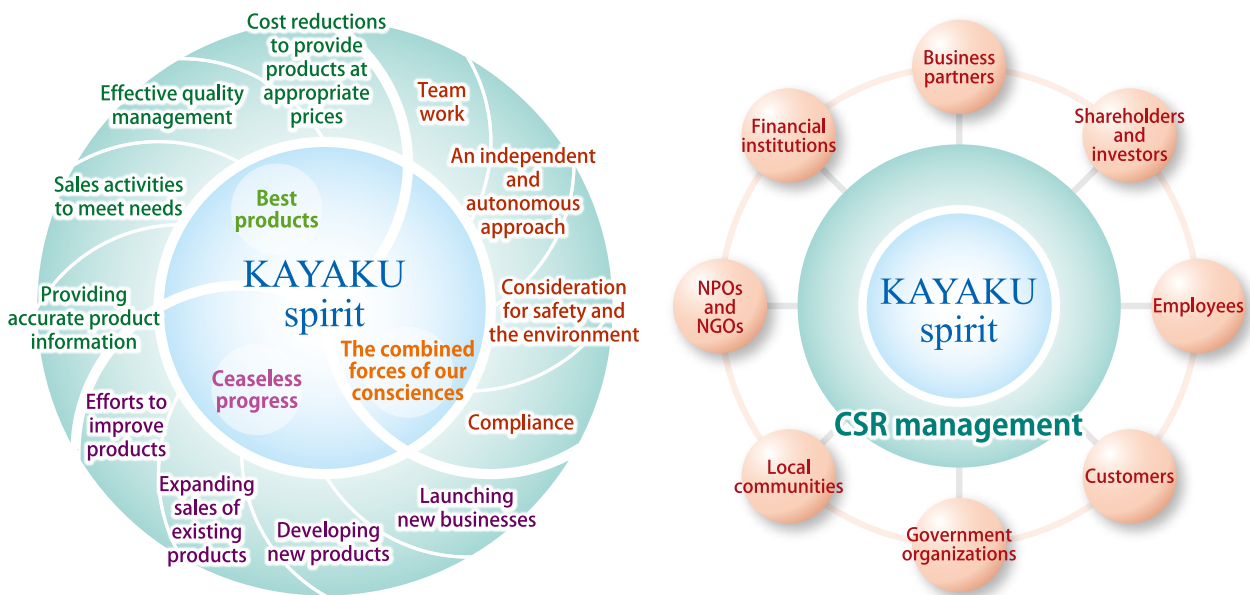 Cost reductions
to provide
products at
appropriate
prices
Effective quality
management
Sales activities
to meet needs
Providing
accurate product
information
Team
work
An independent
and
autonomous
approach
Consideration
for safety and
the environment
Compliance
Efforts to
improve
products
Expanding
sales of
existing
products
Developing
new products
Launching
new businesses
Best
products
KAYAKU
spirit
The combined
forces of our
consciences
Ceaseless
progress
Business
partners
Shareholders
and
investors
Employees
Customers
Government
organizations
Local
communities
NPOs
and
NGOs
Financial
institutions
KAYAKU
spirit
CSR management